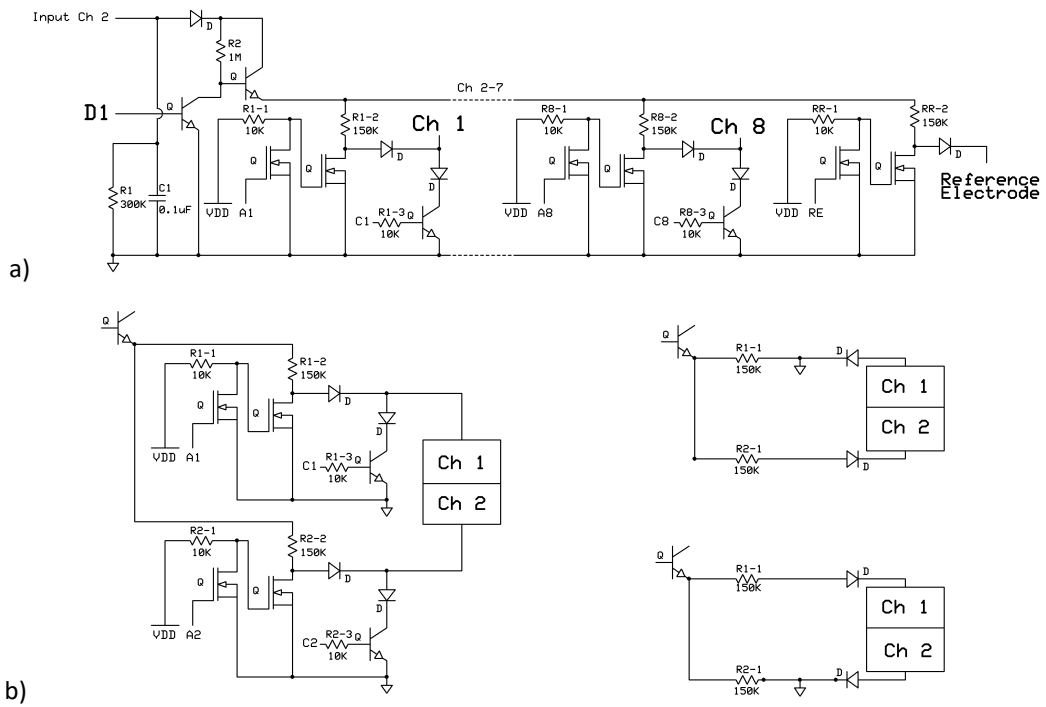 Input Ch 2
D
R2
1M
Q
Ch 2-7
D1
Q
R1-1
10K
R1-2
150K
Ch 1
R8-1
10K
R8-2
150K
Ch 8
RR-1
10K
RR-2
150K
Q
Q
D
D
Q
Q
D
D
Q
Q
D
Reference
Electrode
R1
300K
C1
0.1uF
VDD
A1
C1
R1-3
10K
Q
VDD
A8
C8
R8-3
10K
Q
VDD
RE
a)
Q
R1-1
10K
R1-2
150K
Q
Q
D
D
VDD
A1
C1
R1-3
10K
Q
Ch 1
Ch 2
R2-1
10K
R2-2
150K
Q
Q
D
D
VDD
A2
C2
R2-3
10K
Q
Q
R1-1
150K
D
Ch 1
Ch 2
R2-1
150K
D
Q
R1-1
150K
D
Ch 1
Ch 2
R2-1
150K
D
b)